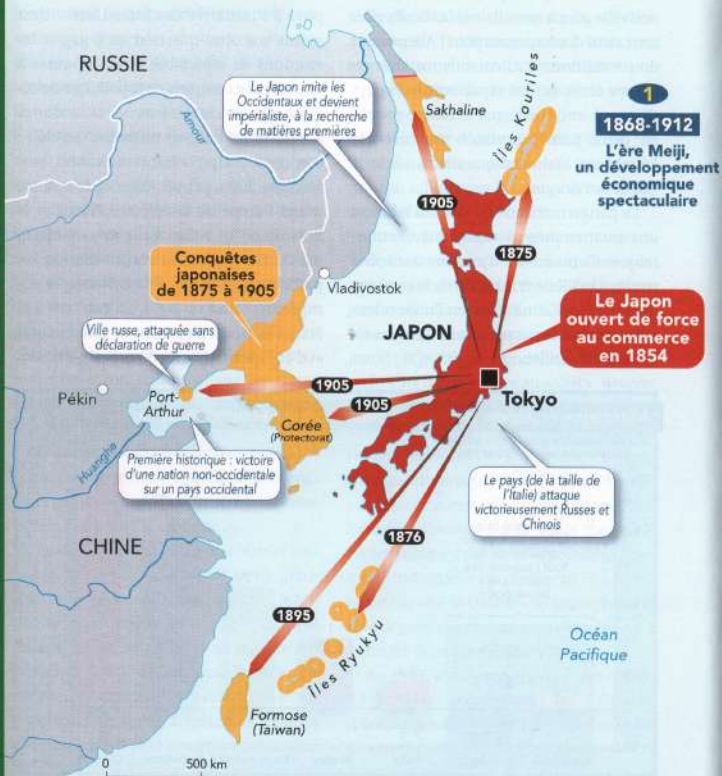 RUSSIE
Amour
Le Japon imite les
Occidentaux et devient
impérialiste, à la recherche
de matières premières
Sakhaline
Îles Kouriles
1
1868-1912
L'ère Meiji,
un développement
économique
spectaculaire
1905
1875
Conquêtes
japonaises
de 1875 à 1905
Vladivostok
Ville russe, attaquée sans
déclaration de guerre
JAPON
Le Japon
ouvert de force
au commerce
en 1854
Pékin
Port-
Arthur
1905
1905
Tokyo
Corée
(Protectorat)
Huanghe
Première historique : victoire
d'une nation non-occidentale
sur un pays occidental
Le pays (de la taille de
l'Italie) attaque
victorieusement Russes et
Chinois
CHINE
1876
1895
Îles Ryukyu
Océan
Pacifique
Formose
(Taiwan)
0 500 km